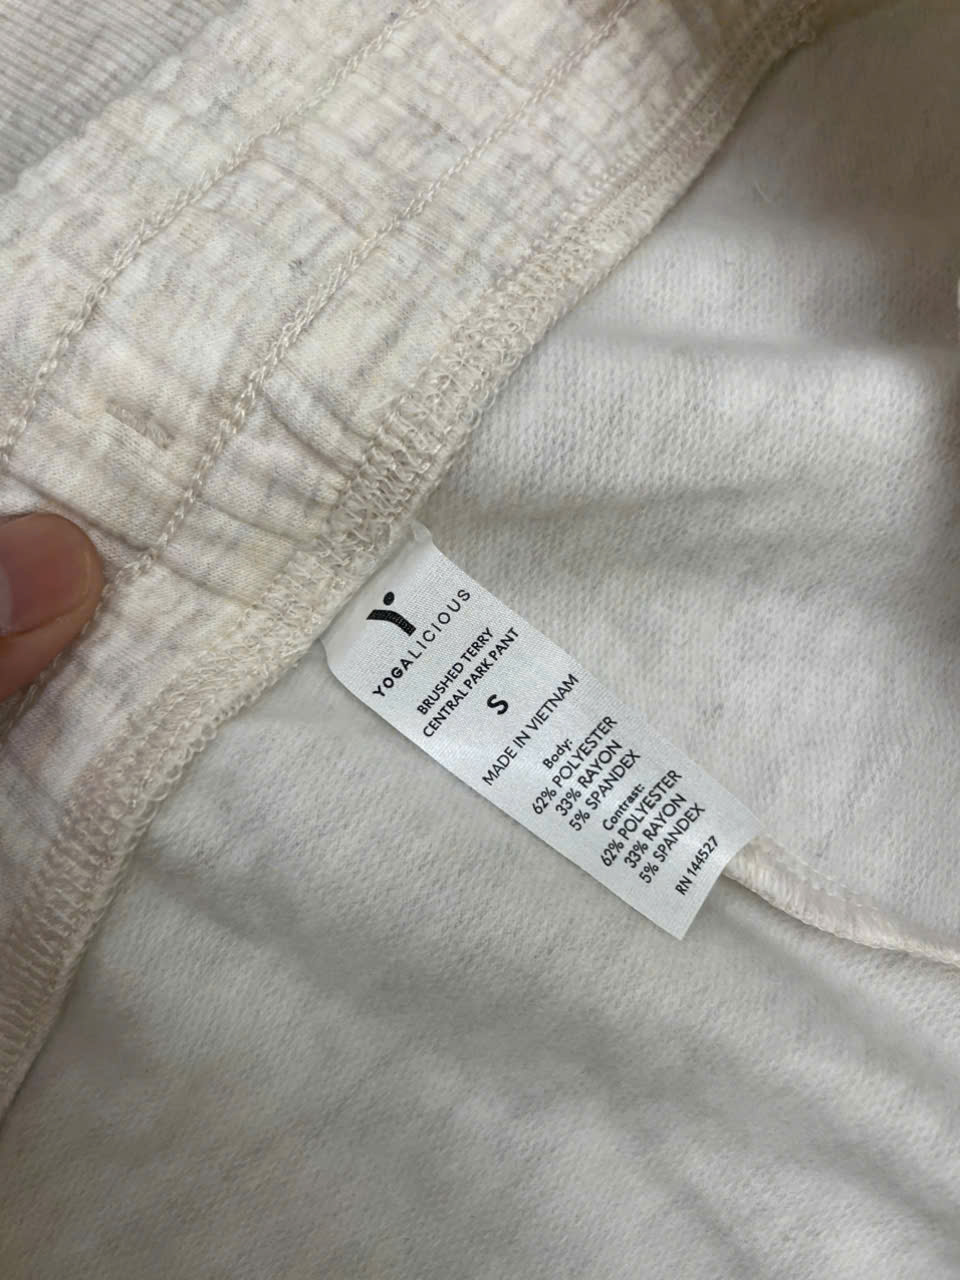 YOGALICIOUS
BRUSHED TERRY
CENTRAL PARK PANT
S
MADE IN VIETNAM
Body:
62% POLYESTER
33% RAYON
5% SPANDEX
Contrast:
62% POLYESTER
33% RAYON
5% SPANDEX
RN 144527